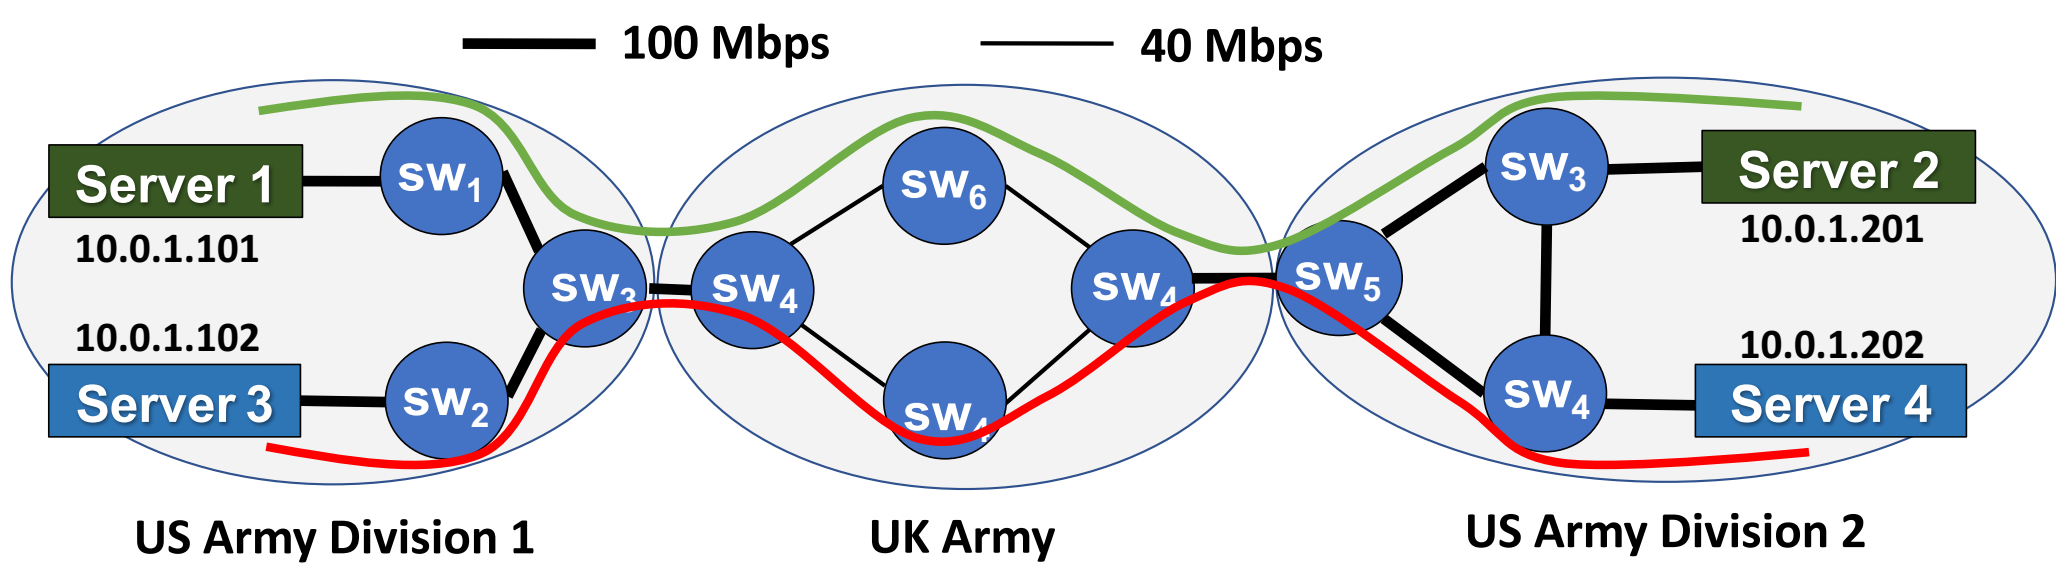 100 Mbps
40 Mbps
Server 1
sw1
sw6
sw3
Server 2
10.0.1.101
10.0.1.201
sw3
sw4
sw4
sw5
10.0.1.102
10.0.1.202
Server 3
sw2
sw4
sw4
Server 4
US Army Division 1
UK Army
US Army Division 2